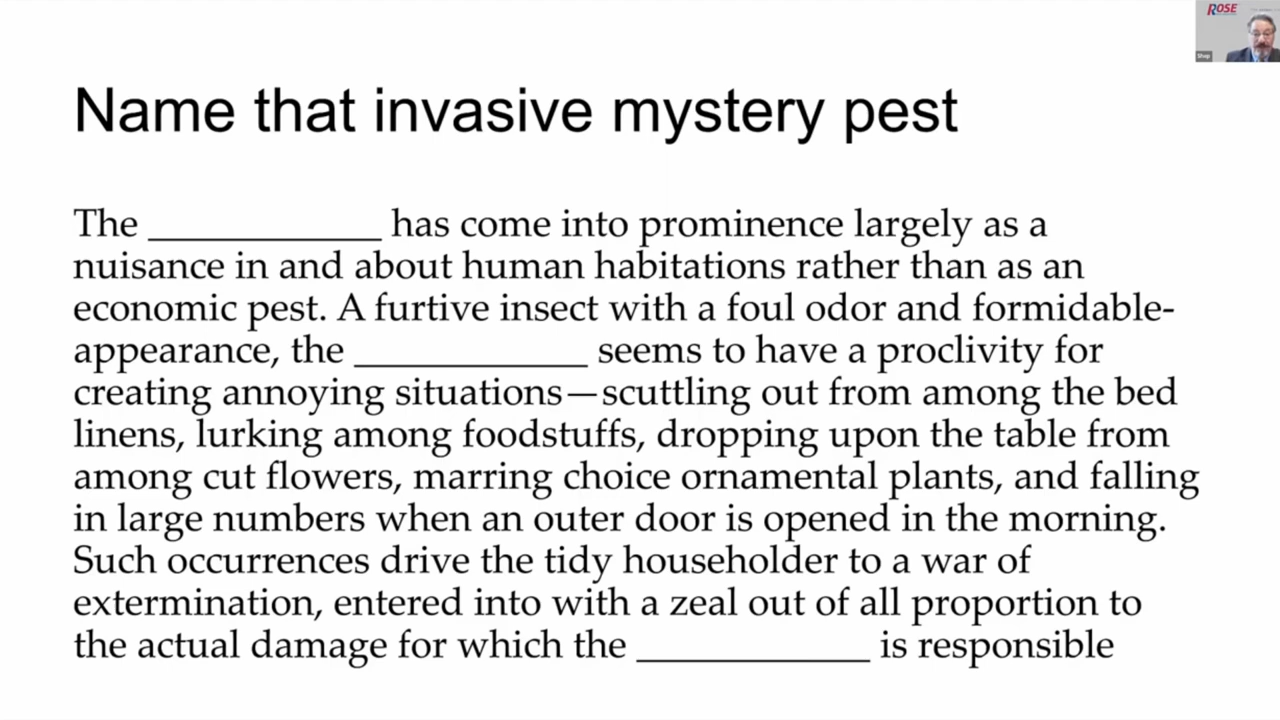 ROSE
Shep
Name that invasive mystery pest
The ____________ has come into prominence largely as a
nuisance in and about human habitations rather than as an
economic pest. A furtive insect with a foul odor and formidable-
appearance, the ____________ seems to have a proclivity for
creating annoying situations—scuttling out from among the bed
linens, lurking among foodstuffs, dropping upon the table from
among cut flowers, marring choice ornamental plants, and falling
in large numbers when an outer door is opened in the morning.
Such occurrences drive the tidy householder to a war of
extermination, entered into with a zeal out of all proportion to
the actual damage for which the ____________ is responsible